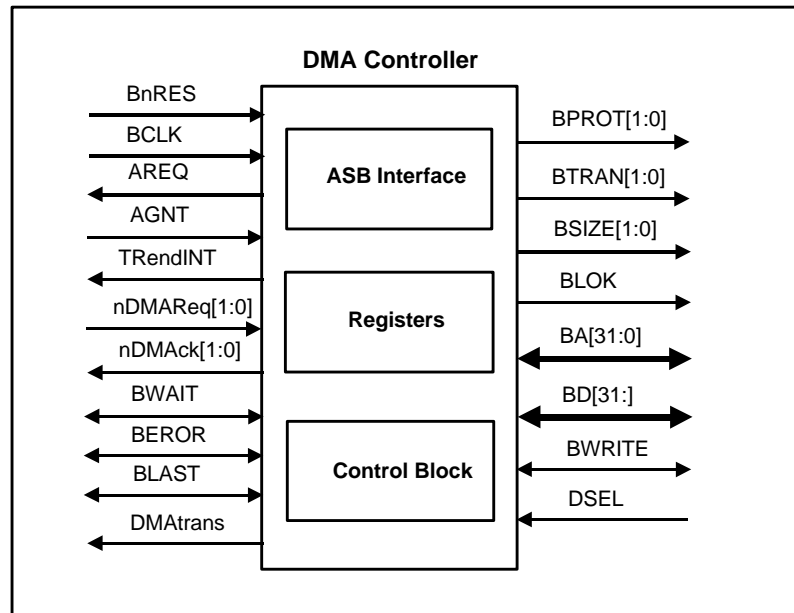 DMA Controller
BnRES
BCLK
AREQ
AGNT
TRendINT
nDMAReq[1:0]
nDMAck[1:0]
BWAIT
BEROR
BLAST
DMAtrans
ASB Interface
Registers
Control Block
BPROT[1:0]
BTRAN[1:0]
BSIZE[1:0]
BLOK
BA[31:0]
BD[31:]
BWRITE
DSEL